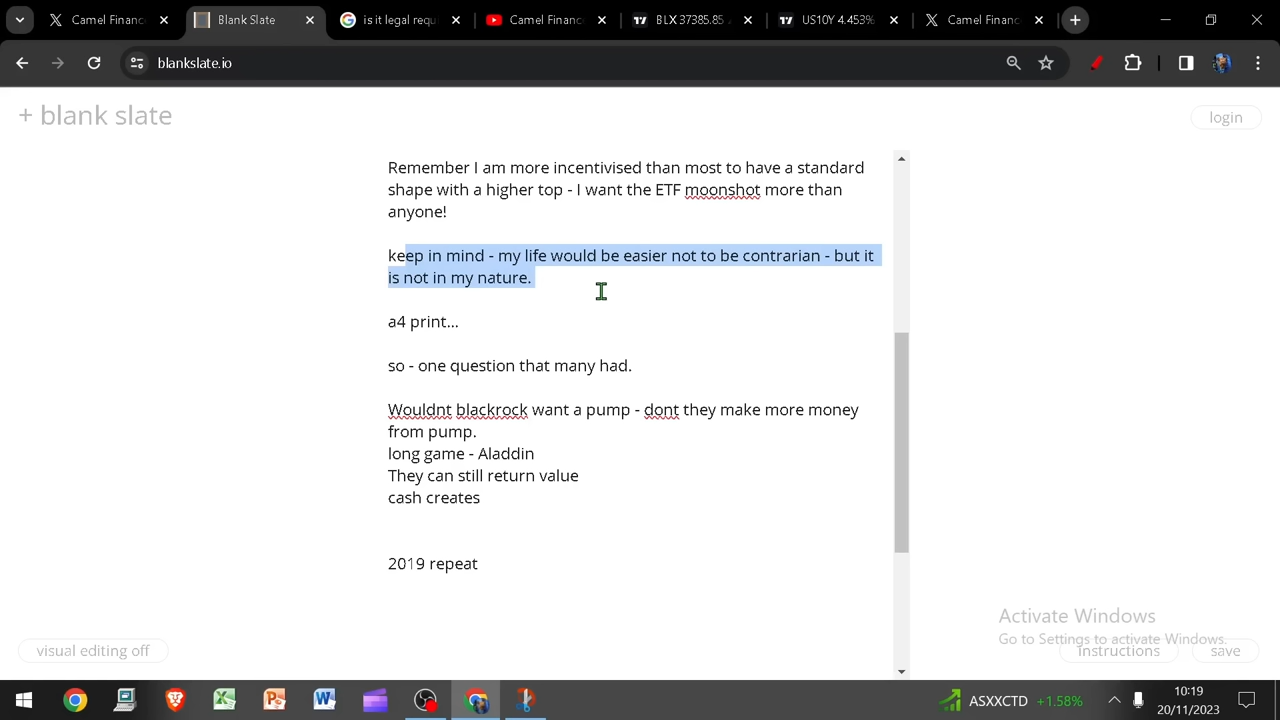 Camel Financ
Blank Slate
is it legal requ
Camel Financ
BLX 37385.85
US10Y 4.453%
Camel Financ
blankslate.io
+ blank slate
login
Remember I am more incentivised than most to have a standard
shape with a higher top - I want the ETF moonshot more than
anyone!
keep in mind - my life would be easier not to be contrarian - but it
is not in my nature.
a4 print...
so - one question that many had.
Wouldnt blackrock want a pump - dont they make more money
from pump.
long game - Aladdin
They can still return value
cash creates
2019 repeat
Activate Windows
Go to Settings to activate Windows.
visual editing off
instructions
save
ASXXCTD +1.58%
10:19
20/11/2023